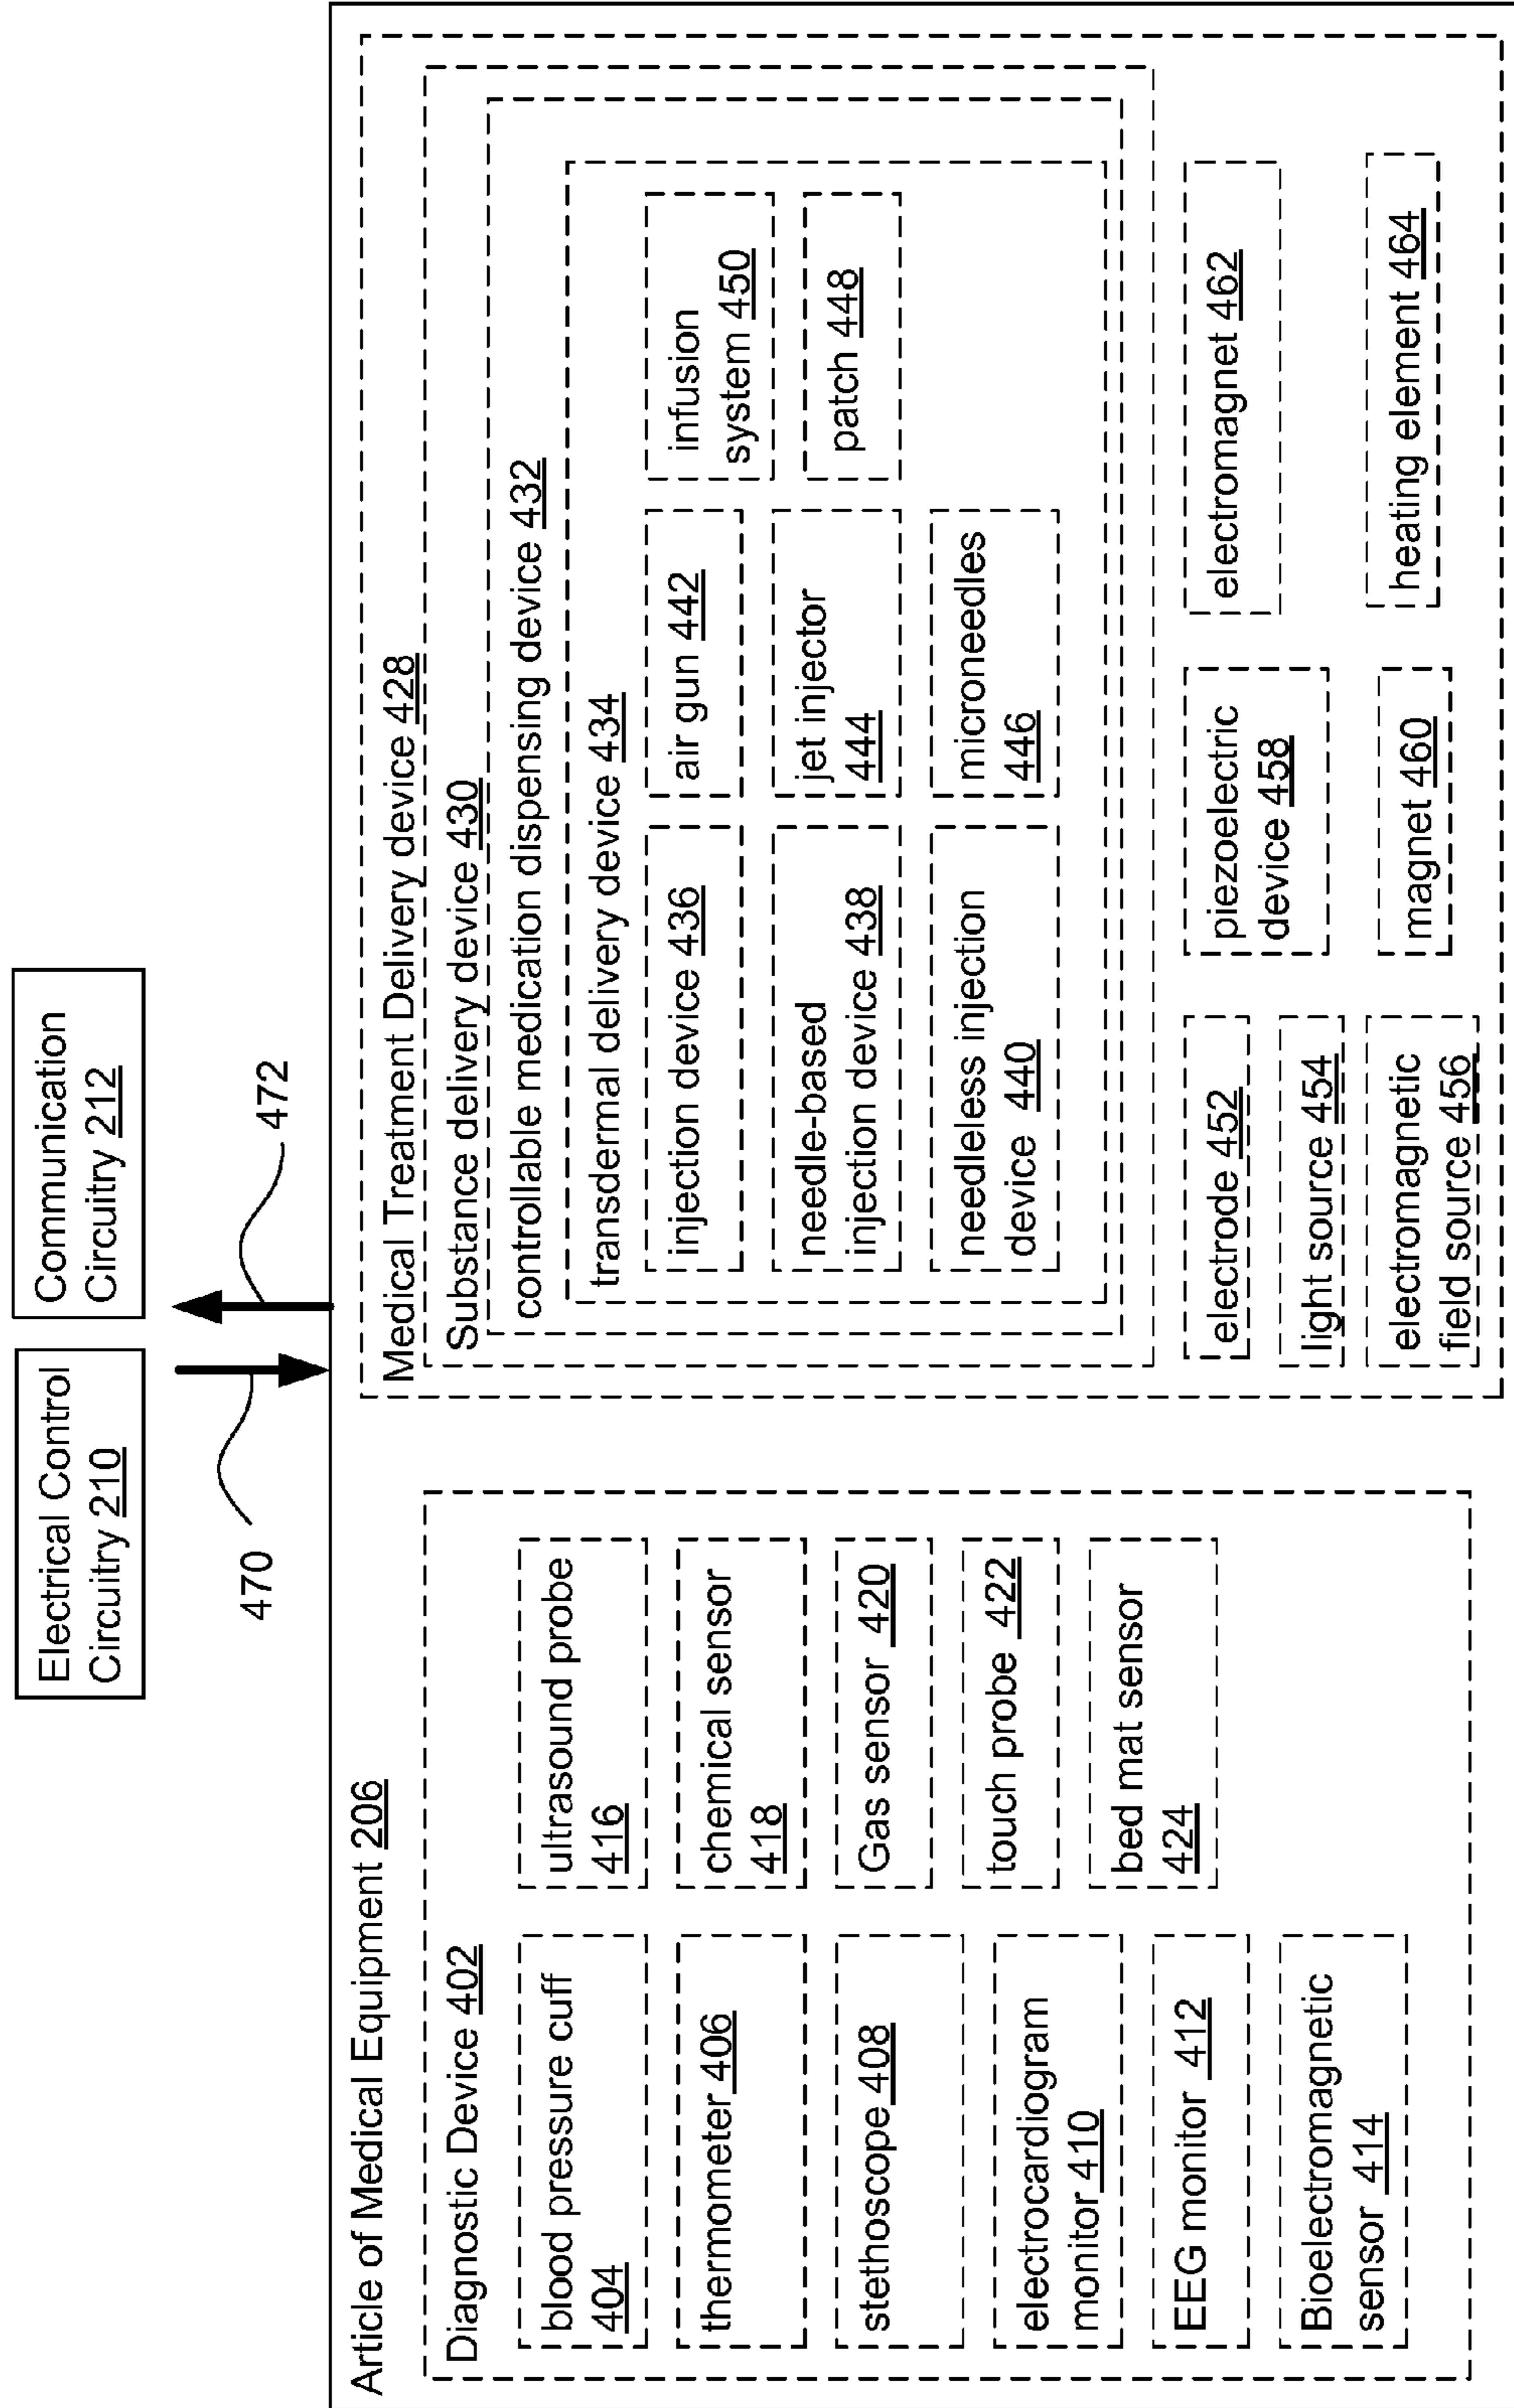 Electrical Control
Circuitry 210
Communication
Circuitry 212
470
472
Article of Medical Equipment 206
Diagnostic Device 402
blood pressure cuff
404
thermometer 406
stethoscope 408
electrocardiogram
monitor 410
EEG monitor 412
Bioelectromagnetic
sensor 414
ultrasound probe
416
chemical sensor
418
Gas sensor 420
touch probe 422
bed mat sensor
424
Medical Treatment Delivery device 428
Substance delivery device 430
controllable medication dispensing device 432
transdermal delivery device 434
injection device 436
needle-based
injection device 438
needleless injection
device 440
air gun 442
jet injector
444
microneedles
446
infusion
system 450
patch 448
electrode 452
light source 454
electromagnetic
field source 456
piezoelectric
device 458
magnet 460
electromagnet 462
heating element 464